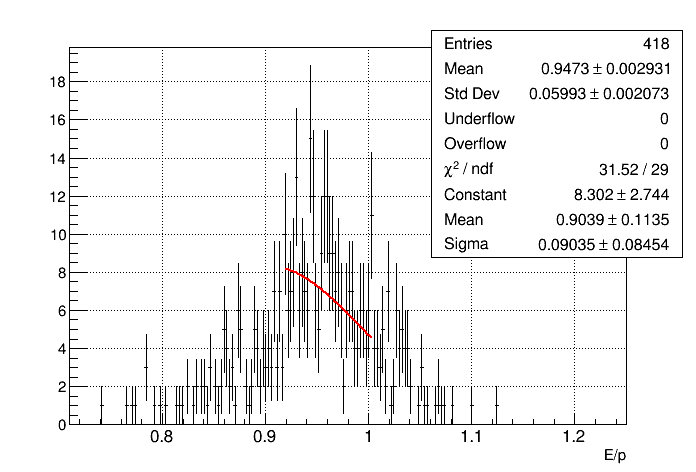 Entries 418
Mean 0.9473 ± 0.002931
Std Dev 0.05993 ± 0.002073
Underflow 0
Overflow 0
χ² / ndf 31.52 / 29
Constant 8.302 ± 2.744
Mean 0.9039 ± 0.1135
Sigma 0.09035 ± 0.08454
18
16
14
12
10
8
6
4
2
0
0.8 0.9 1 1.1 1.2
E/p